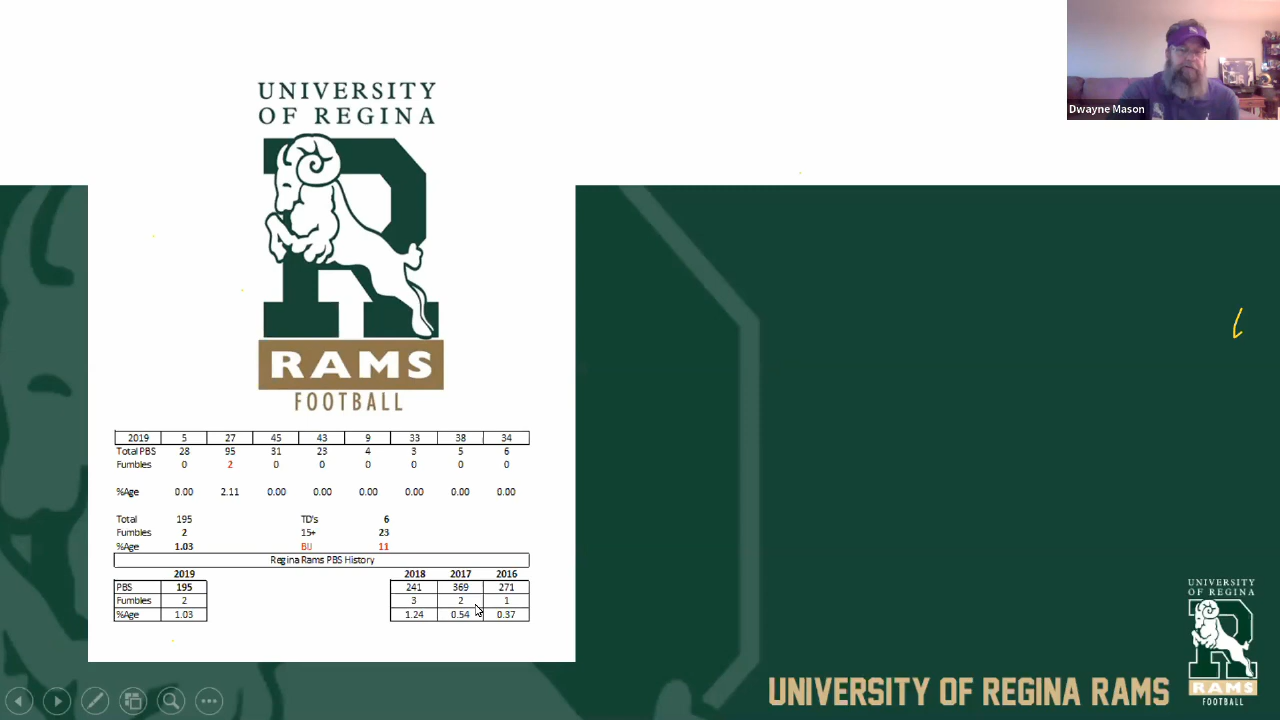 Dwayne Mason
UNIVERSITY
OF REGINA
RAMS
FOOTBALL
2019 5 27 45 43 9 33 38 34
Total PBS 28 95 31 23 4 3 5 6
Fumbles 0 2 0 0 0 0 0 0
%Age 0.00 2.11 0.00 0.00 0.00 0.00 0.00 0.00
Total 195 TD's 6
Fumbles 2 15+ 23
%Age 1.03 BU 11
Regina Rams PBS History
2019 2018 2017 2016
PBS 195 241 369 271
Fumbles 2 3 2 1
%Age 1.03 1.24 0.54 0.37
UNIVERSITY OF REGINA RAMS
UNIVERSITY
OF REGINA
RAMS
FOOTBALL